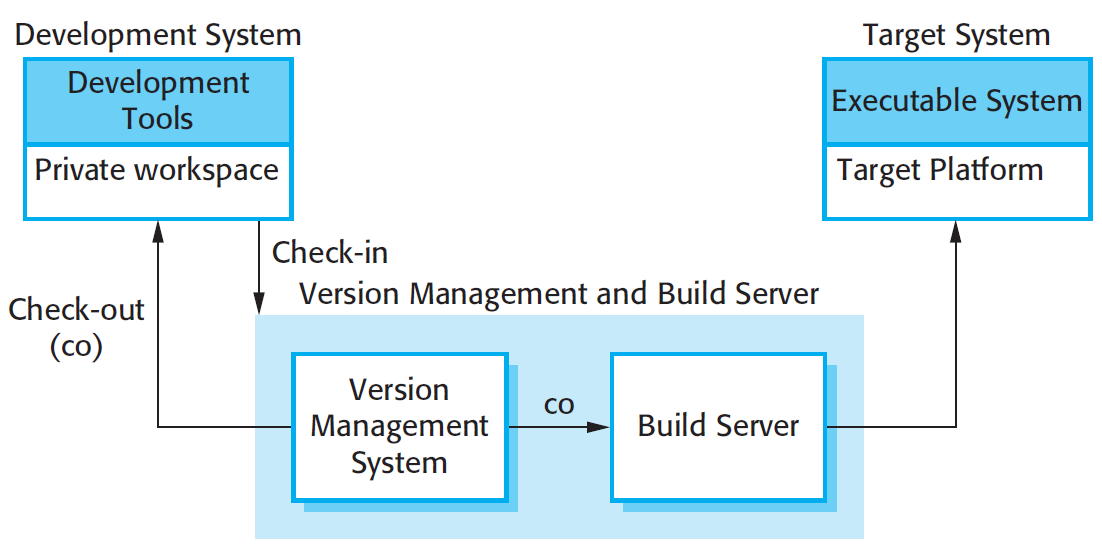 Development System
Target System
Development
Tools
Executable System
Private workspace
Target Platform
Check-in
Version Management and Build Server
Check-out
(co)
Version
Management
System
co
Build Server